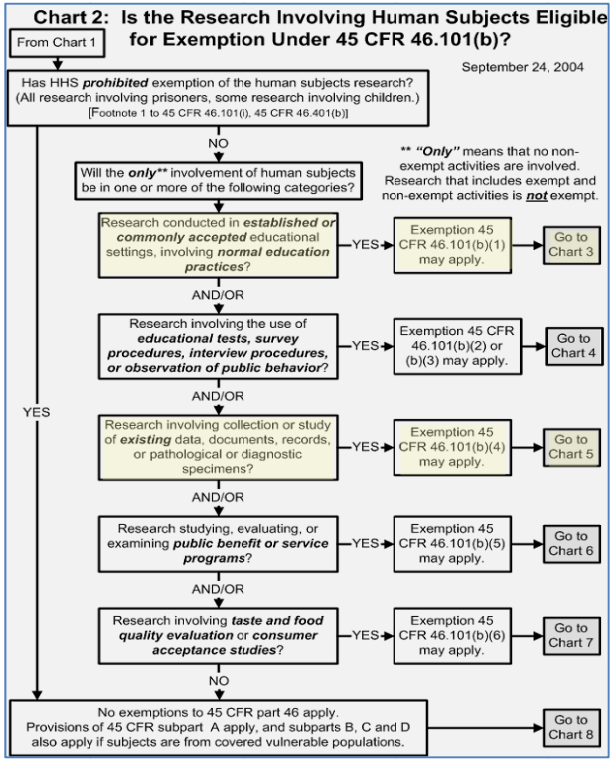 Chart 2: Is the Research Involving Human Subjects Eligible
for Exemption Under 45 CFR 46.101(b)?
From Chart 1
September 24, 2004
Has HHS prohibited exemption of the human subjects research?
(All research involving prisoners, some research involving children.)
[Footnote 1 to 45 CFR 46.101(i), 45 CFR 46.401(b)]
NO
Will the only** involvement of human subjects
be in one or more of the following categories?
** “Only” means that no non-
exempt activities are involved.
Research that includes exempt and
non-exempt activities is not exempt.
Research conducted in established or
commonly accepted educational
settings, involving normal education
practices?
YES
Exemption 45
CFR 46.101(b)(1)
may apply.
Go to
Chart 3
AND/OR
Research involving the use of
educational tests, survey
procedures, interview procedures,
or observation of public behavior?
YES
Exemption 45 CFR
46.101(b)(2) or
(b)(3) may apply.
Go to
Chart 4
AND/OR
YES
Research involving collection or study
of existing data, documents, records,
or pathological or diagnostic
specimens?
YES
Exemption 45
CFR 46.101(b)(4)
may apply.
Go to
Chart 5
AND/OR
Research studying, evaluating, or
examining public benefit or service
programs?
YES
Exemption 45
CFR 46.101(b)(5)
may apply.
Go to
Chart 6
AND/OR
Research involving taste and food
quality evaluation or consumer
acceptance studies?
YES
Exemption 45
CFR 46.101(b)(6)
may apply.
Go to
Chart 7
NO
No exemptions to 45 CFR part 46 apply.
Provisions of 45 CFR subpart A apply, and subparts B, C and D
also apply if subjects are from covered vulnerable populations.
Go to
Chart 8